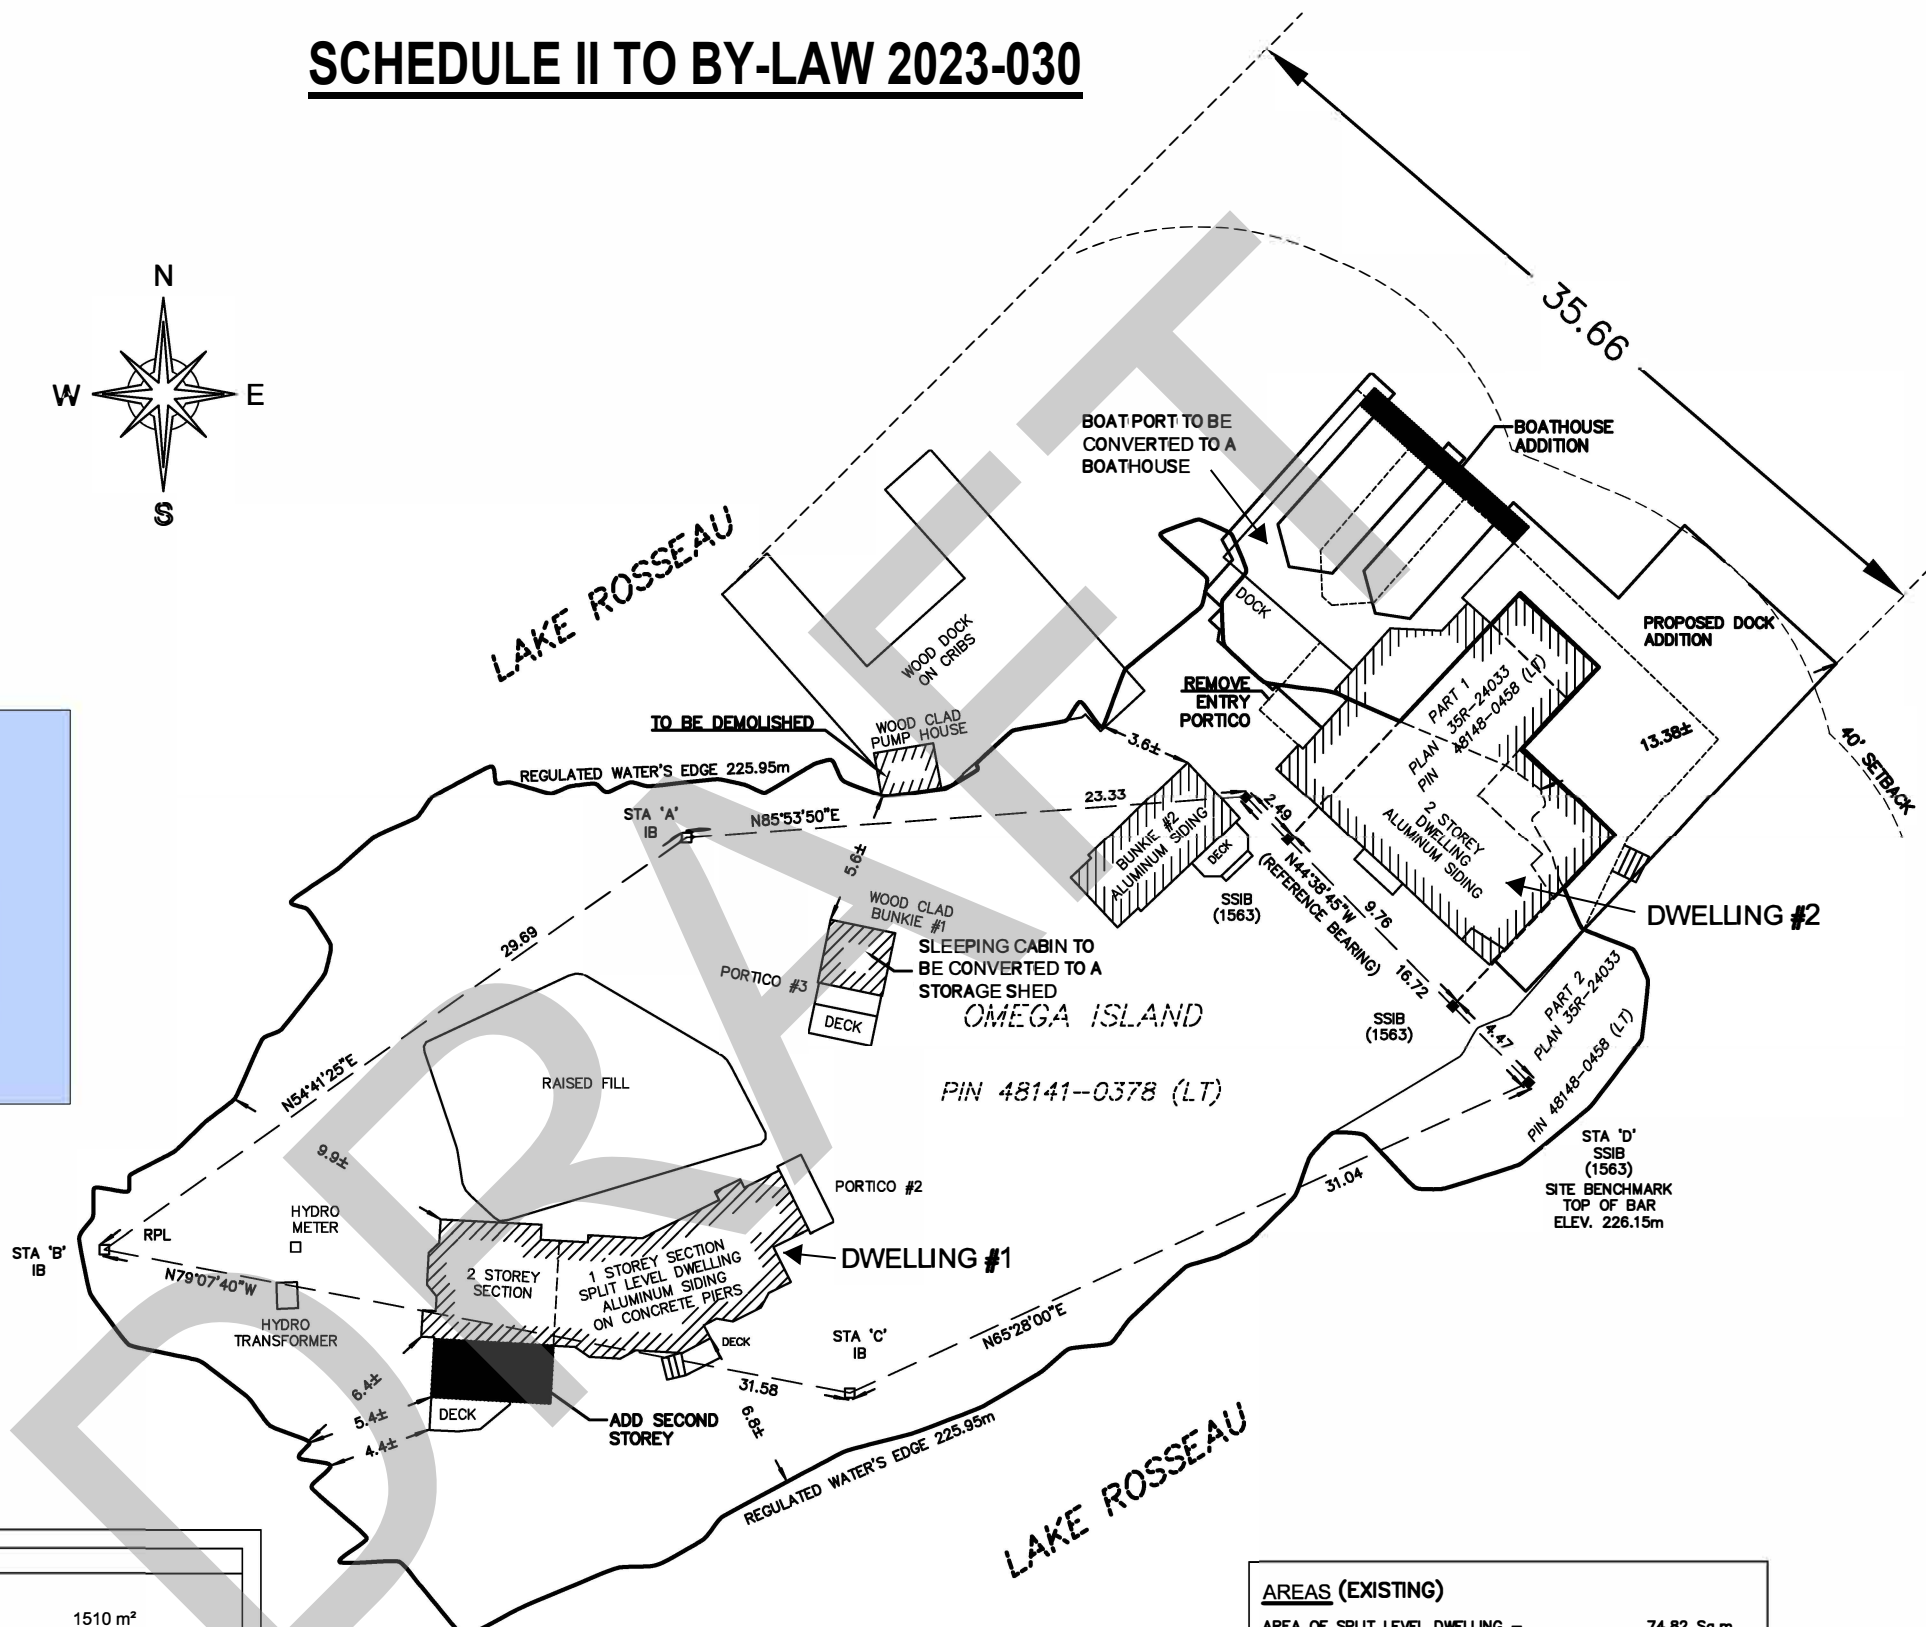 SCHEDULE II TO BY-LAW 2023-030
N
W
E
S
35.66
BOAT PORT TO BE
CONVERTED TO A
BOATHOUSE
BOATHOUSE
ADDITION
LAKE ROSSEAU
DOCK
WOOD DOCK
ON CRIBS
PROPOSED DOCK
ADDITION
REMOVE
ENTRY
PORTICO
PART 1
PLAN 35R-24033
PIN 48148-0458 (LT)
13.38±
40' SETBACK
TO BE DEMOLISHED
WOOD CLAD
PUMP HOUSE
3.6±
REGULATED WATER'S EDGE 225.95m
STA 'A'
IB
N85°53'50"E
23.33
2.49
BUNKIE #2
ALUMINUM SIDING
DECK
2 STOREY
DWELLING
ALUMINUM SIDING
5.6±
N44°38'45"W
(REFERENCE BEARING)
SSIB
(1563)
9.76
DWELLING #2
WOOD CLAD
BUNKIE #1
29.69
SLEEPING CABIN TO
BE CONVERTED TO A
STORAGE SHED
PORTICO #3
DECK
16.72
SSIB
(1563)
OMEGA ISLAND
PIN 48141--0378 (LT)
4.47
PART 2
PLAN 35R-24033
PIN 48148-0458 (LT)
RAISED FILL
N54°41'25"E
9.9±
STA 'D'
SSIB
(1563)
SITE BENCHMARK
TOP OF BAR
ELEV. 226.15m
31.04
PORTICO #2
HYDRO
METER
RPL
STA 'B'
IB
N79°07'40"W
2 STOREY
SECTION
1 STOREY SECTION
SPLIT LEVEL DWELLING
ALUMINUM SIDING
ON CONCRETE PIERS
DWELLING #1
HYDRO
TRANSFORMER
DECK
STA 'C'
IB
N65°28'00"E
31.58
6.4±
5.4±
4.4±
DECK
ADD SECOND
STOREY
6.8±
REGULATED WATER'S EDGE 225.95m
LAKE ROSSEAU
DRAFT
1510 m²
AREAS (EXISTING)
AREA OF SPLIT LEVEL DWELLING – 74.82 Sq.m